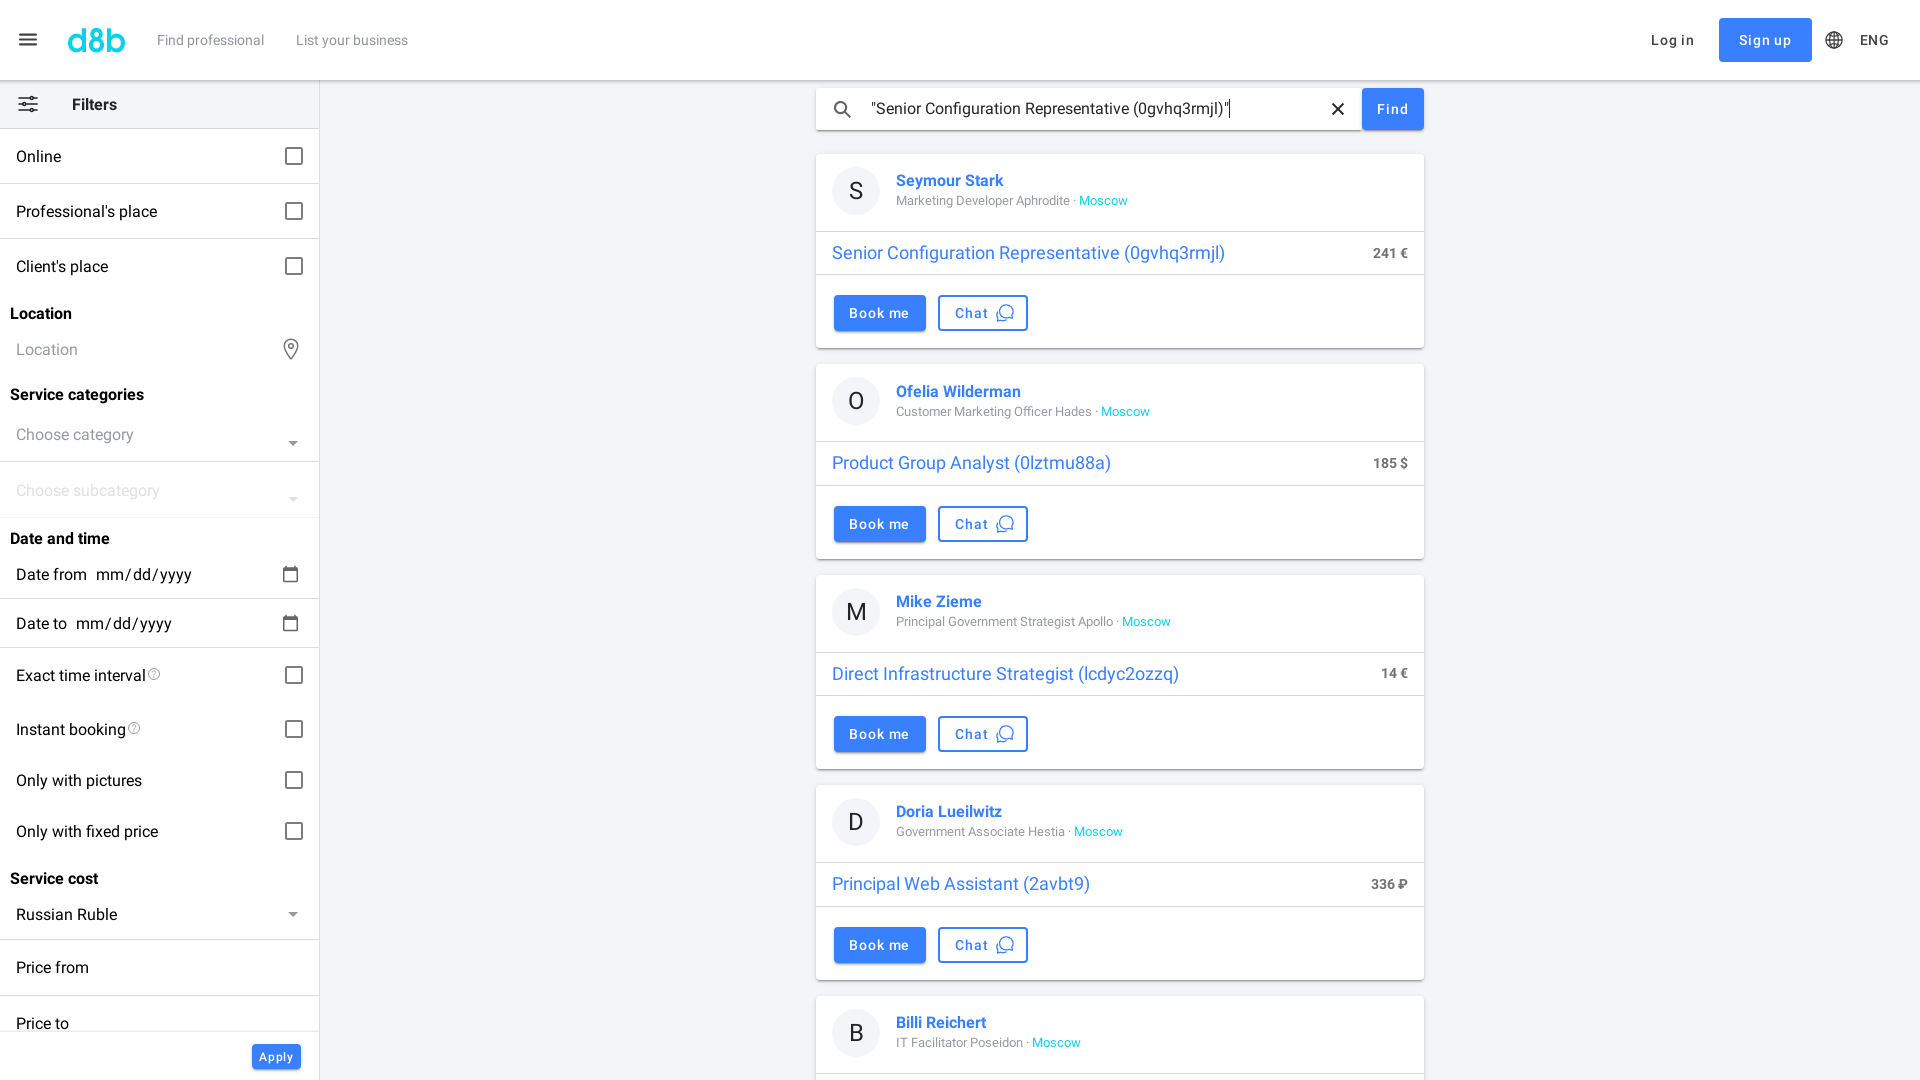 d8b
Find professional
List your business
Log in
Sign up
ENG
Filters
Online
Professional's place
Client's place
Location
Location
Service categories
Choose category
Choose subcategory
Date and time
Date from mm/dd/yyyy
Date to mm/dd/yyyy
Exact time interval
Instant booking
Only with pictures
Only with fixed price
Service cost
Russian Ruble
Price from
Price to
Apply
"Senior Configuration Representative (0gvhq3rmjl)"
Find
S
Seymour Stark
Marketing Developer Aphrodite · Moscow
Senior Configuration Representative (0gvhq3rmjl) 241 €
Book me
Chat
O
Ofelia Wilderman
Customer Marketing Officer Hades · Moscow
Product Group Analyst (0lztmu88a) 185 $
Book me
Chat
M
Mike Zieme
Principal Government Strategist Apollo · Moscow
Direct Infrastructure Strategist (lcdyc2ozzq) 14 €
Book me
Chat
D
Doria Lueilwitz
Government Associate Hestia · Moscow
Principal Web Assistant (2avbt9) 336 ₽
Book me
Chat
B
Billi Reichert
IT Facilitator Poseidon · Moscow